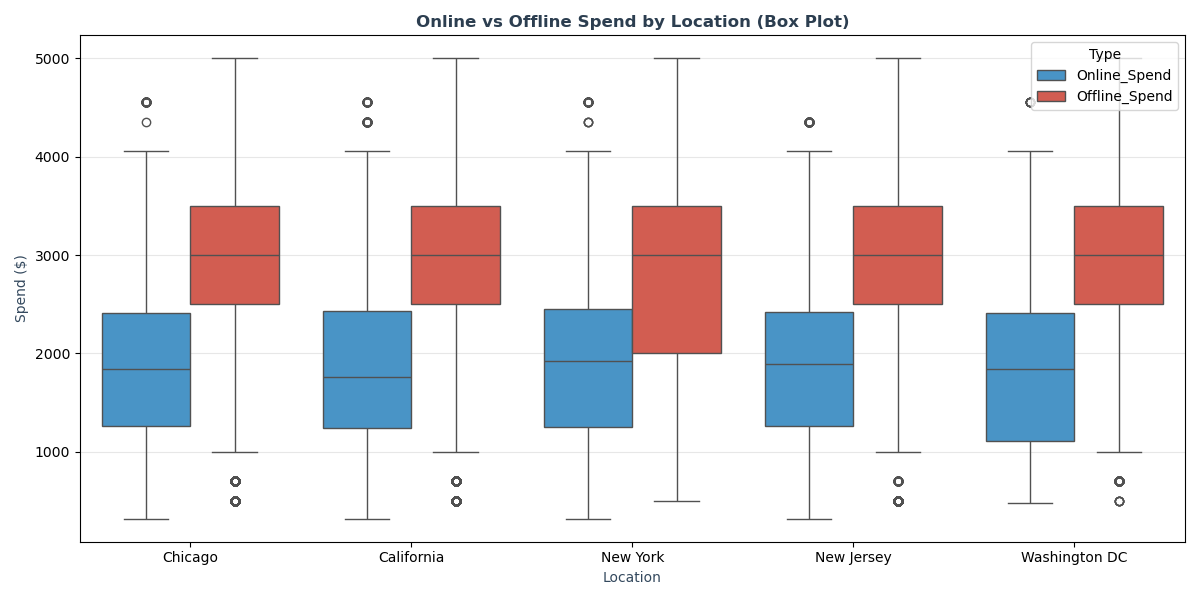 Online vs Offline Spend by Location (Box Plot)
Type
Online_Spend
Offline_Spend
Spend ($)
5000
4000
3000
2000
1000
Chicago
California
New York
New Jersey
Washington DC
Location